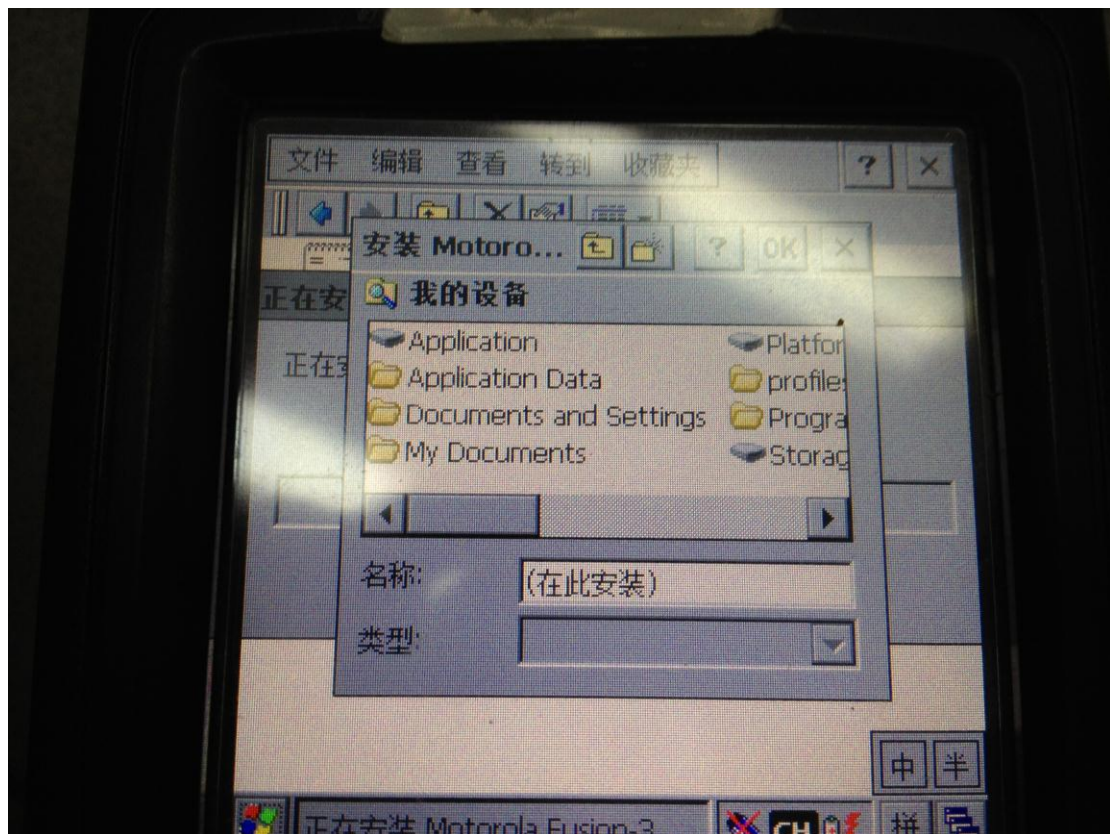 文件 编辑 查看 转到 收藏夹 ? ×
安装 Motoro... ? OK ×
正在安
我的设备
Application Platfor
正在安
Application Data profiles
Documents and Settings Progra
My Documents Storag
名称: (在此安装)
类型:
中 半
正在安装 Motorola Fusion-3 CH 拼